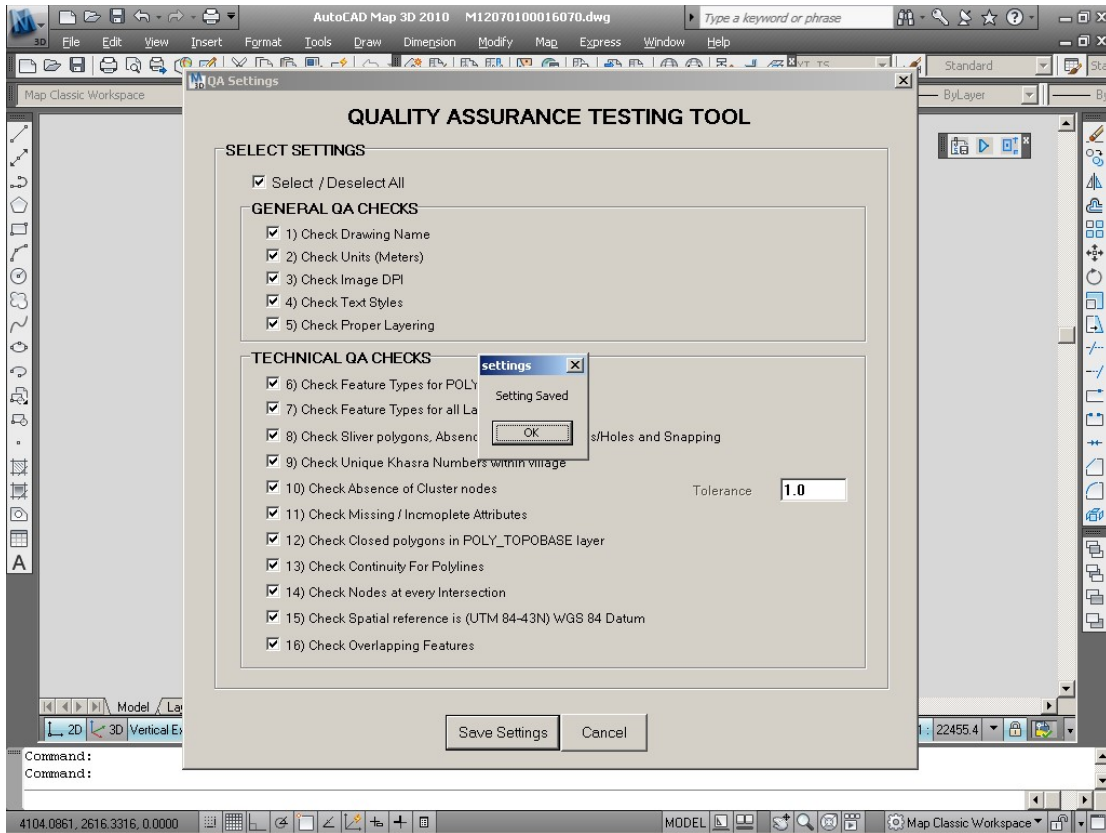 AutoCAD Map 3D 2010 M12070100016070.dwg
Type a keyword or phrase
3D
File Edit View Insert Format Tools Draw Dimension Modify Map Express Window Help
Standard
Map Classic Workspace
QA Settings
ByLayer
QUALITY ASSURANCE TESTING TOOL
SELECT SETTINGS
Select / Deselect All
GENERAL QA CHECKS
1) Check Drawing Name
2) Check Units (Meters)
3) Check Image DPI
4) Check Text Styles
5) Check Proper Layering
TECHNICAL QA CHECKS
settings
6) Check Feature Types for POLY
Setting Saved
7) Check Feature Types for all La
OK
8) Check Sliver polygons, Absenc s/Holes and Snapping
9) Check Unique Khasra Numbers within village
10) Check Absence of Cluster nodes
Tolerance 1.0
11) Check Missing / Incmoplete Attributes
12) Check Closed polygons in POLY_TOPOBASE layer
13) Check Continuity For Polylines
14) Check Nodes at every Intersection
15) Check Spatial reference is (UTM 84-43N) WGS 84 Datum
16) Check Overlapping Features
A
Model La
2D 3D Vertical Ex
1 : 22455.4
Save Settings Cancel
Command:
Command:
4104.0861, 2616.3316, 0.0000
MODEL
Map Classic Workspace